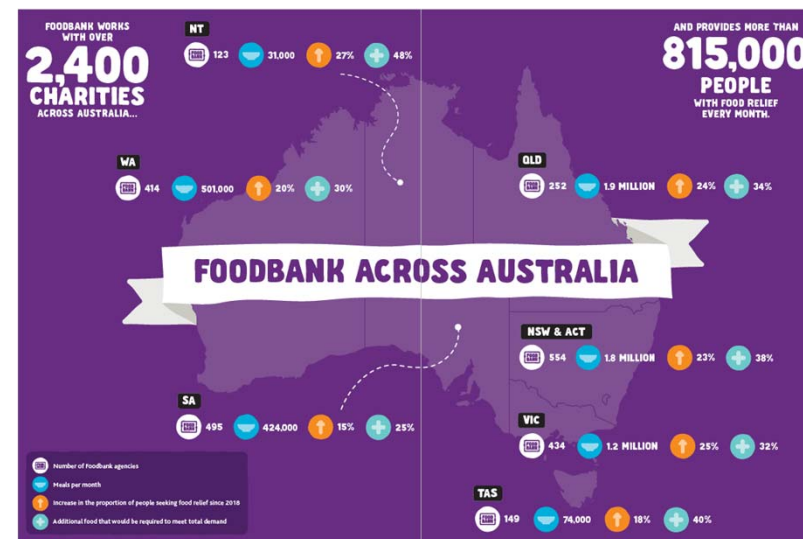 FOODBANK WORKS
WITH OVER
2,400
CHARITIES
ACROSS AUSTRALIA...
AND PROVIDES MORE THAN
815,000
PEOPLE
WITH FOOD RELIEF
EVERY MONTH.
NT
123 31,000 27% 48%
WA
414 501,000 20% 30%
QLD
252 1.9 MILLION 24% 34%
FOODBANK ACROSS AUSTRALIA
NSW & ACT
554 1.8 MILLION 23% 38%
SA
495 424,000 15% 25%
VIC
434 1.2 MILLION 25% 32%
TAS
149 74,000 18% 40%
Number of Foodbank agencies
Meals per month
Increase in the proportion of people seeking food relief since 2016
Additional food that would be required to meet total demand